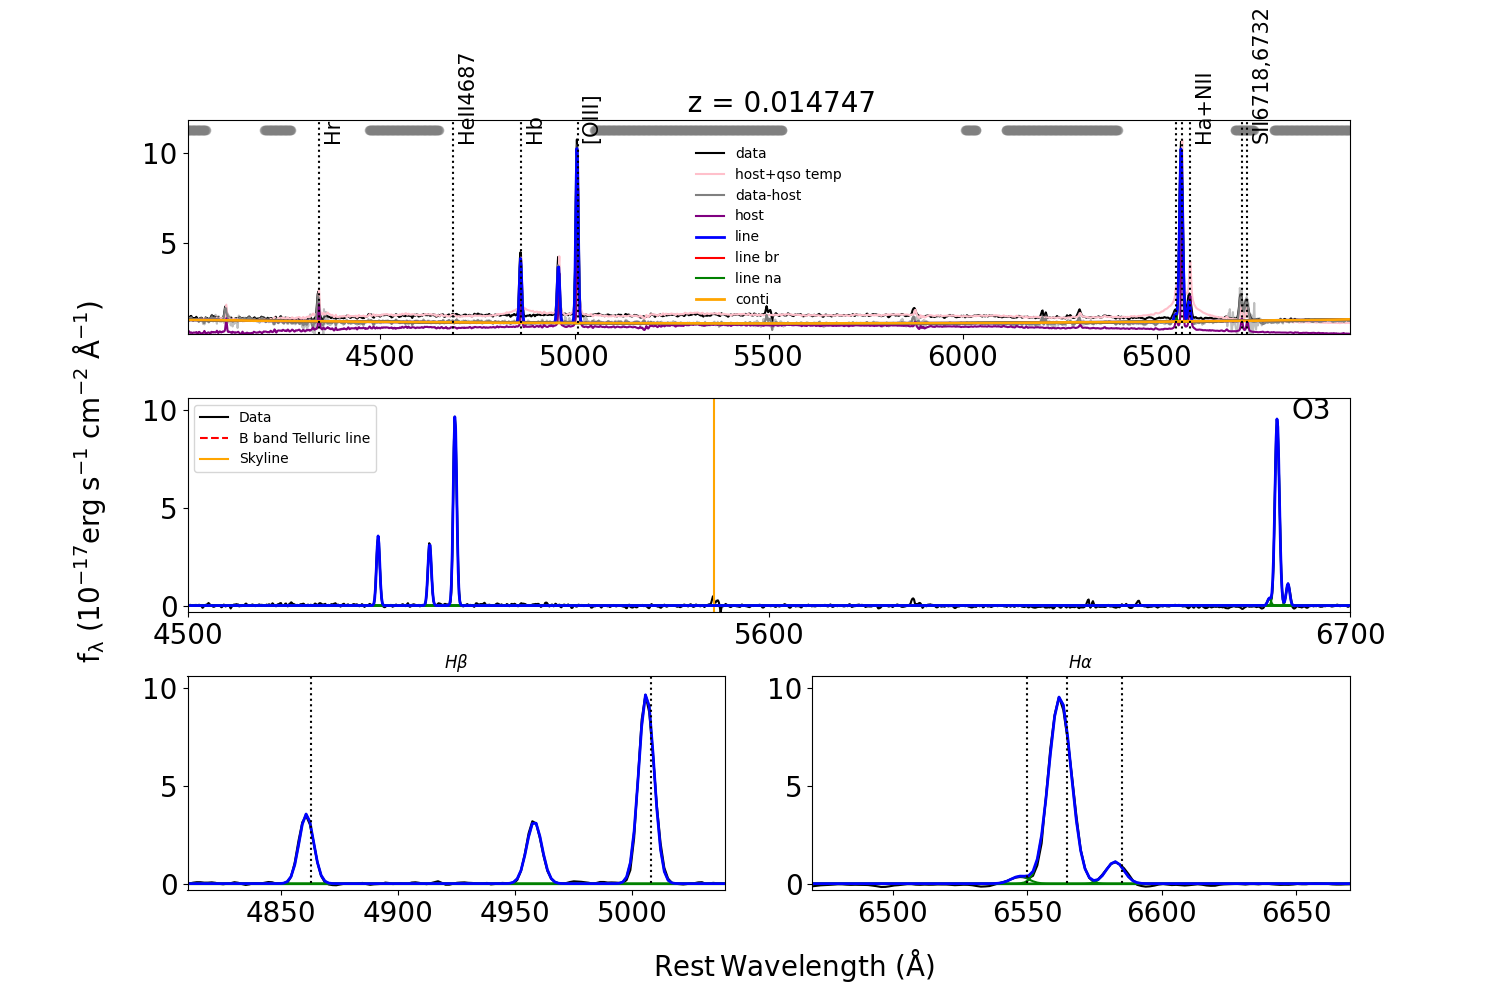 z = 0.014747
Hr
HeII4687
Hb
[OIII]
Ha+NII
SII6718,6732
10
5
data
host+qso temp
data-host
host
line
line br
line na
conti
4500 5000 5500 6000 6500
f_λ (10^−17 erg s^−1 cm^−2 Å^−1)
10
5
0
Data
B band Telluric line
Skyline
O3
4500 5600 6700
Hβ
10
5
0
4850 4900 4950 5000
Hα
10
5
0
6500 6550 6600 6650
Rest Wavelength (Å)